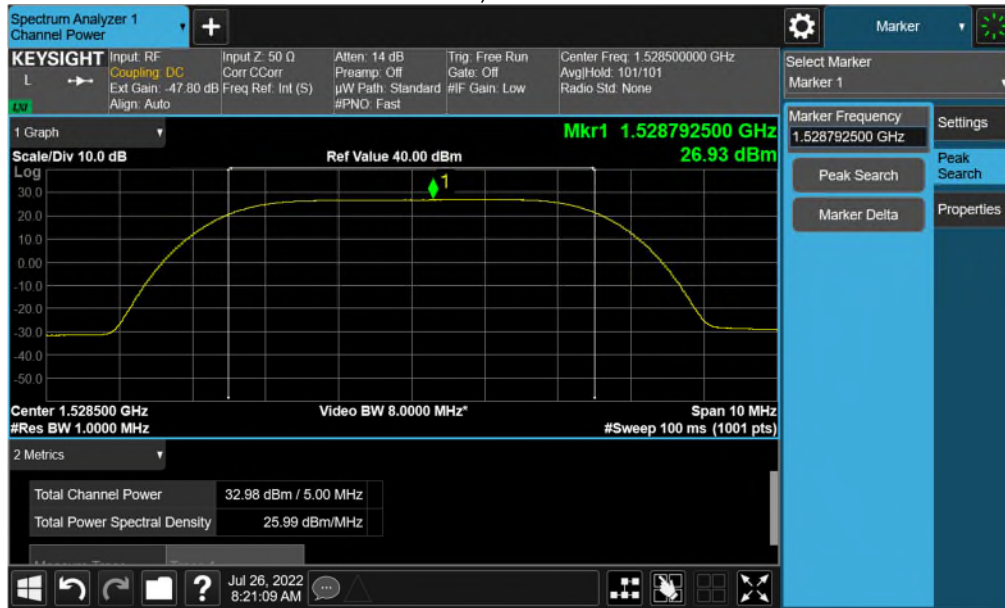 Spectrum Analyzer 1
Channel Power
+
Marker
KEYSIGHT
L
LXI
Input: RF
Coupling: DC
Ext Gain: -47.80 dB
Align: Auto
Input Z: 50 Ω
Corr CCorr
Freq Ref: Int (S)
Atten: 14 dB
Preamp: Off
µW Path: Standard
#PNO: Fast
Trig: Free Run
Gate: Off
#IF Gain: Low
Center Freq: 1.528500000 GHz
Avg|Hold: 101/101
Radio Std: None
Select Marker
Marker 1
Marker Frequency
1.528792500 GHz
Peak Search
Marker Delta
Settings
Peak
Search
Properties
1 Graph
Mkr1 1.528792500 GHz
Scale/Div 10.0 dB
Ref Value 40.00 dBm
26.93 dBm
Log
1
30.0
20.0
10.0
0.00
-10.0
-20.0
-30.0
-40.0
-50.0
Center 1.528500 GHz
Video BW 8.0000 MHz*
Span 10 MHz
#Res BW 1.0000 MHz
#Sweep 100 ms (1001 pts)
2 Metrics
Total Channel Power 32.98 dBm / 5.00 MHz
Total Power Spectral Density 25.99 dBm/MHz
?
Jul 26, 2022
8:21:09 AM